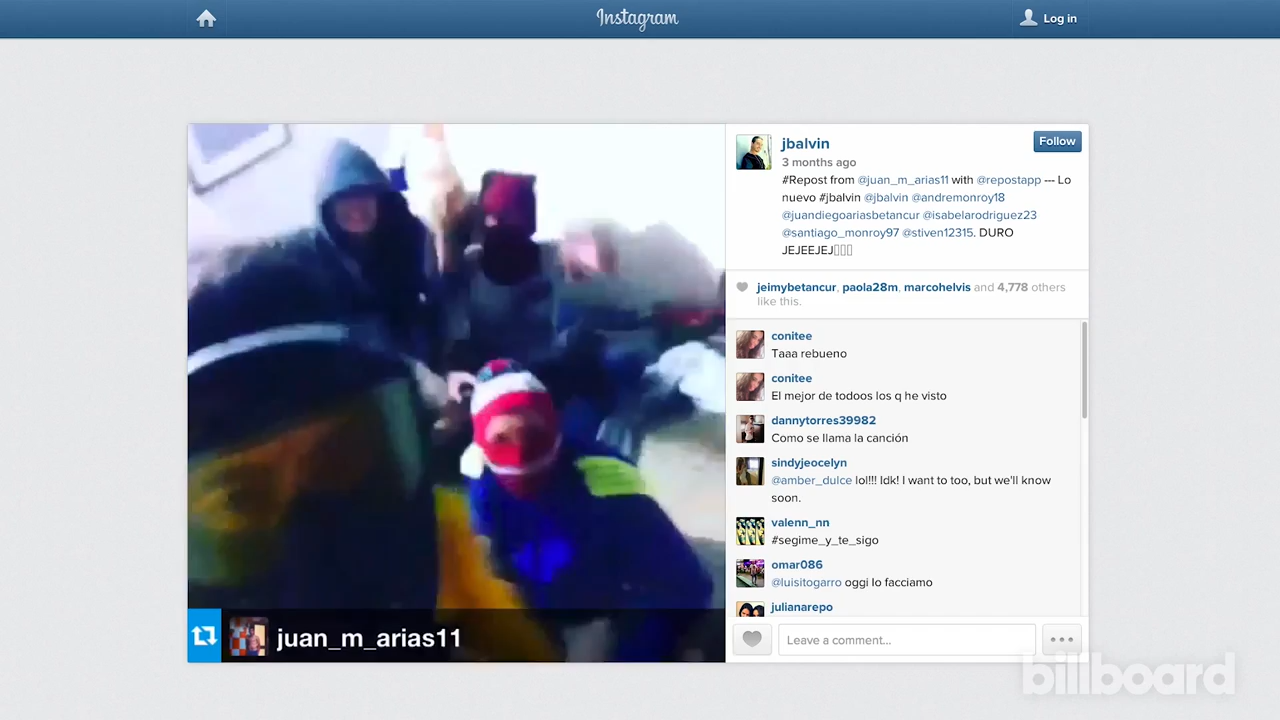 Instagram
Log in
jbalvin
Follow
3 months ago
#Repost from @juan_m_arias11 with @repostapp --- Lo
nuevo #jbalvin @jbalvin @andremonroy18
@juandiegoariasbetancur @isabelarodriguez23
@santiago_monroy97 @stiven12315. DURO
JEJEEJEJ
jeimybetancur, paola28m, marcohelvis and 4,778 others
like this.
conitee
Taaa rebueno
conitee
El mejor de todoos los q he visto
dannytorres39982
Como se llama la canción
sindyjeocelyn
@amber_dulce lol!!! Idk! I want to too, but we'll know
soon.
valenn_nn
#segime_y_te_sigo
omar086
@luisitogarro oggi lo facciamo
julianarepo
Leave a comment...
juan_m_arias11
billboard